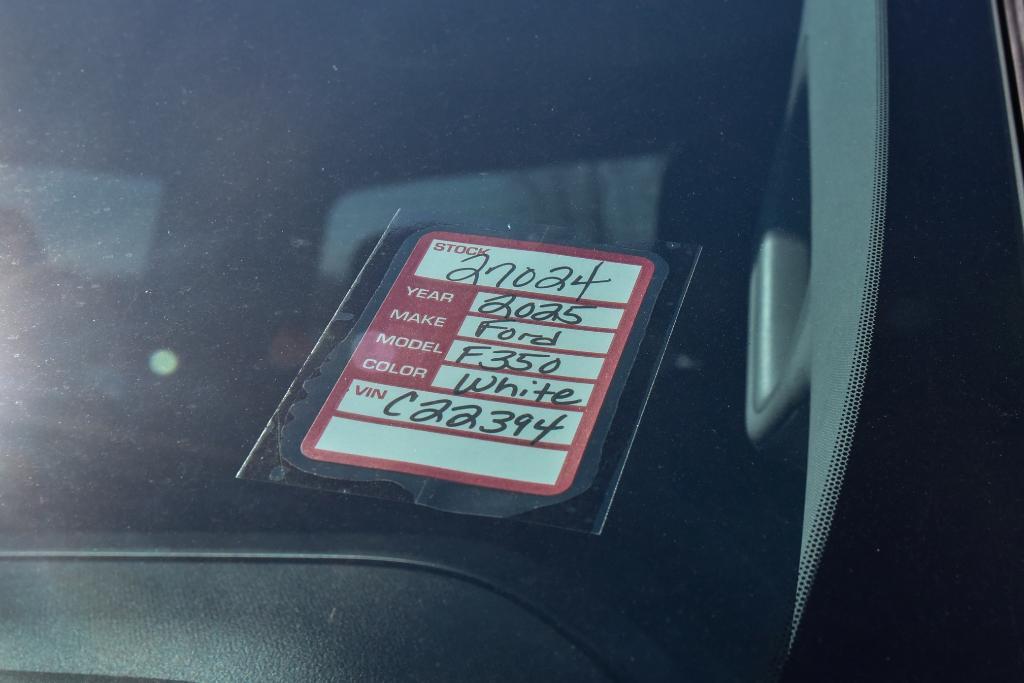 STOCK 27024
YEAR 2025
MAKE Ford
MODEL F350
COLOR White
VIN C22394